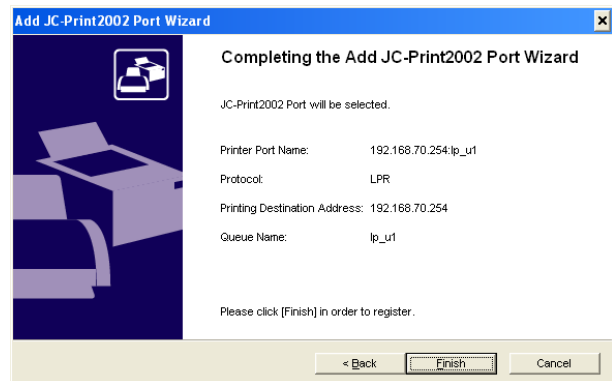 Add JC-Print2002 Port Wizard
Completing the Add JC-Print2002 Port Wizard
JC-Print2002 Port will be selected.
Printer Port Name: 192.168.70.254:lp_u1
Protocol: LPR
Printing Destination Address: 192.168.70.254
Queue Name: lp_u1
Please click [Finish] in order to register.
< Back Finish Cancel